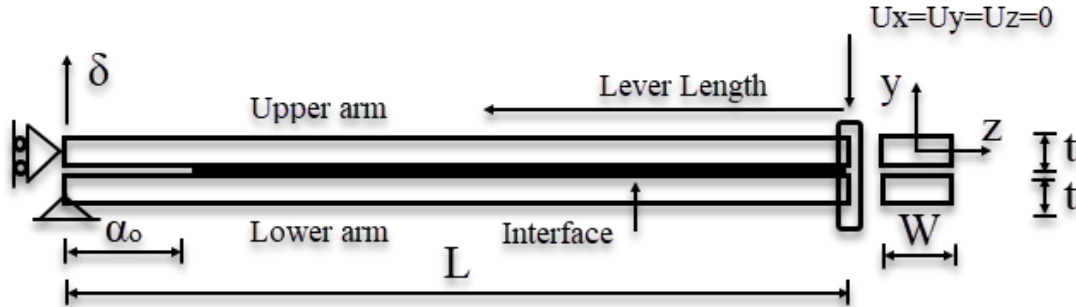 Ux=Uy=Uz=0
δ
Lever Length
y
Upper arm
z
t
t
αo
Lower arm
Interface
W
L